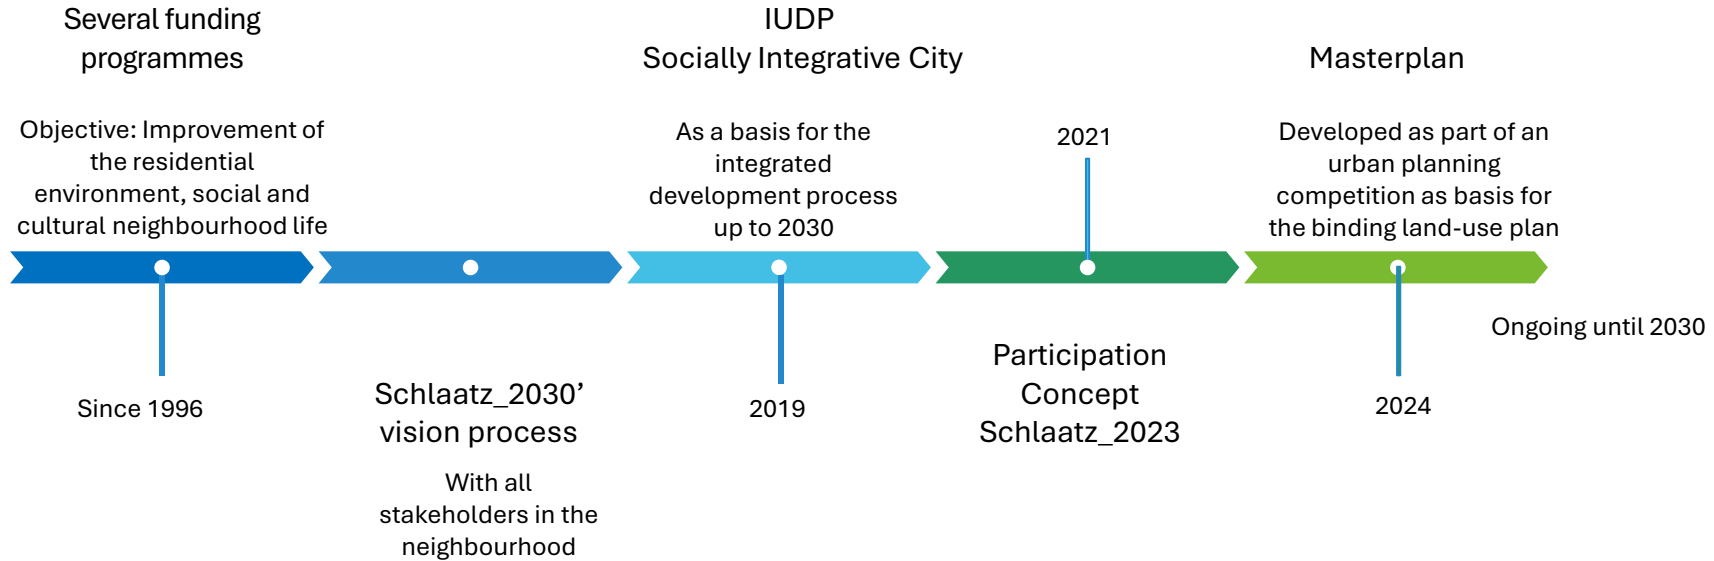 Several funding
programmes
Objective: Improvement of
the residential
environment, social and
cultural neighbourhood life
Since 1996
Schlaatz_2030’
vision process
With all
stakeholders in the
neighbourhood
IUDP
Socially Integrative City
As a basis for the
integrated
development process
up to 2030
2019
2021
Participation
Concept
Schlaatz_2023
Masterplan
Developed as part of an
urban planning
competition as basis for
the binding land-use plan
2024
Ongoing until 2030